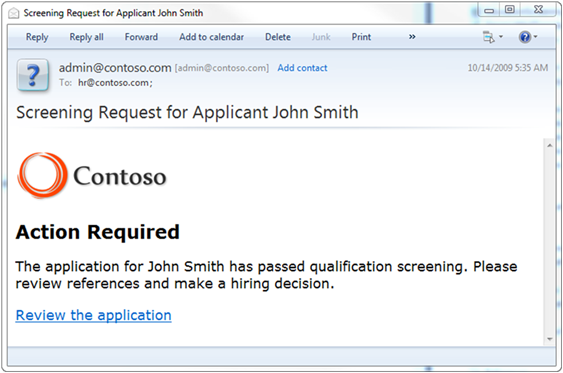 Screening Request for Applicant John Smith
Reply Reply all Forward Add to calendar Delete Junk Print »
admin@contoso.com [admin@contoso.com] Add contact 10/14/2009 5:35 AM
To: hr@contoso.com;
Screening Request for Applicant John Smith
Contoso
Action Required
The application for John Smith has passed qualification screening. Please
review references and make a hiring decision.
Review the application